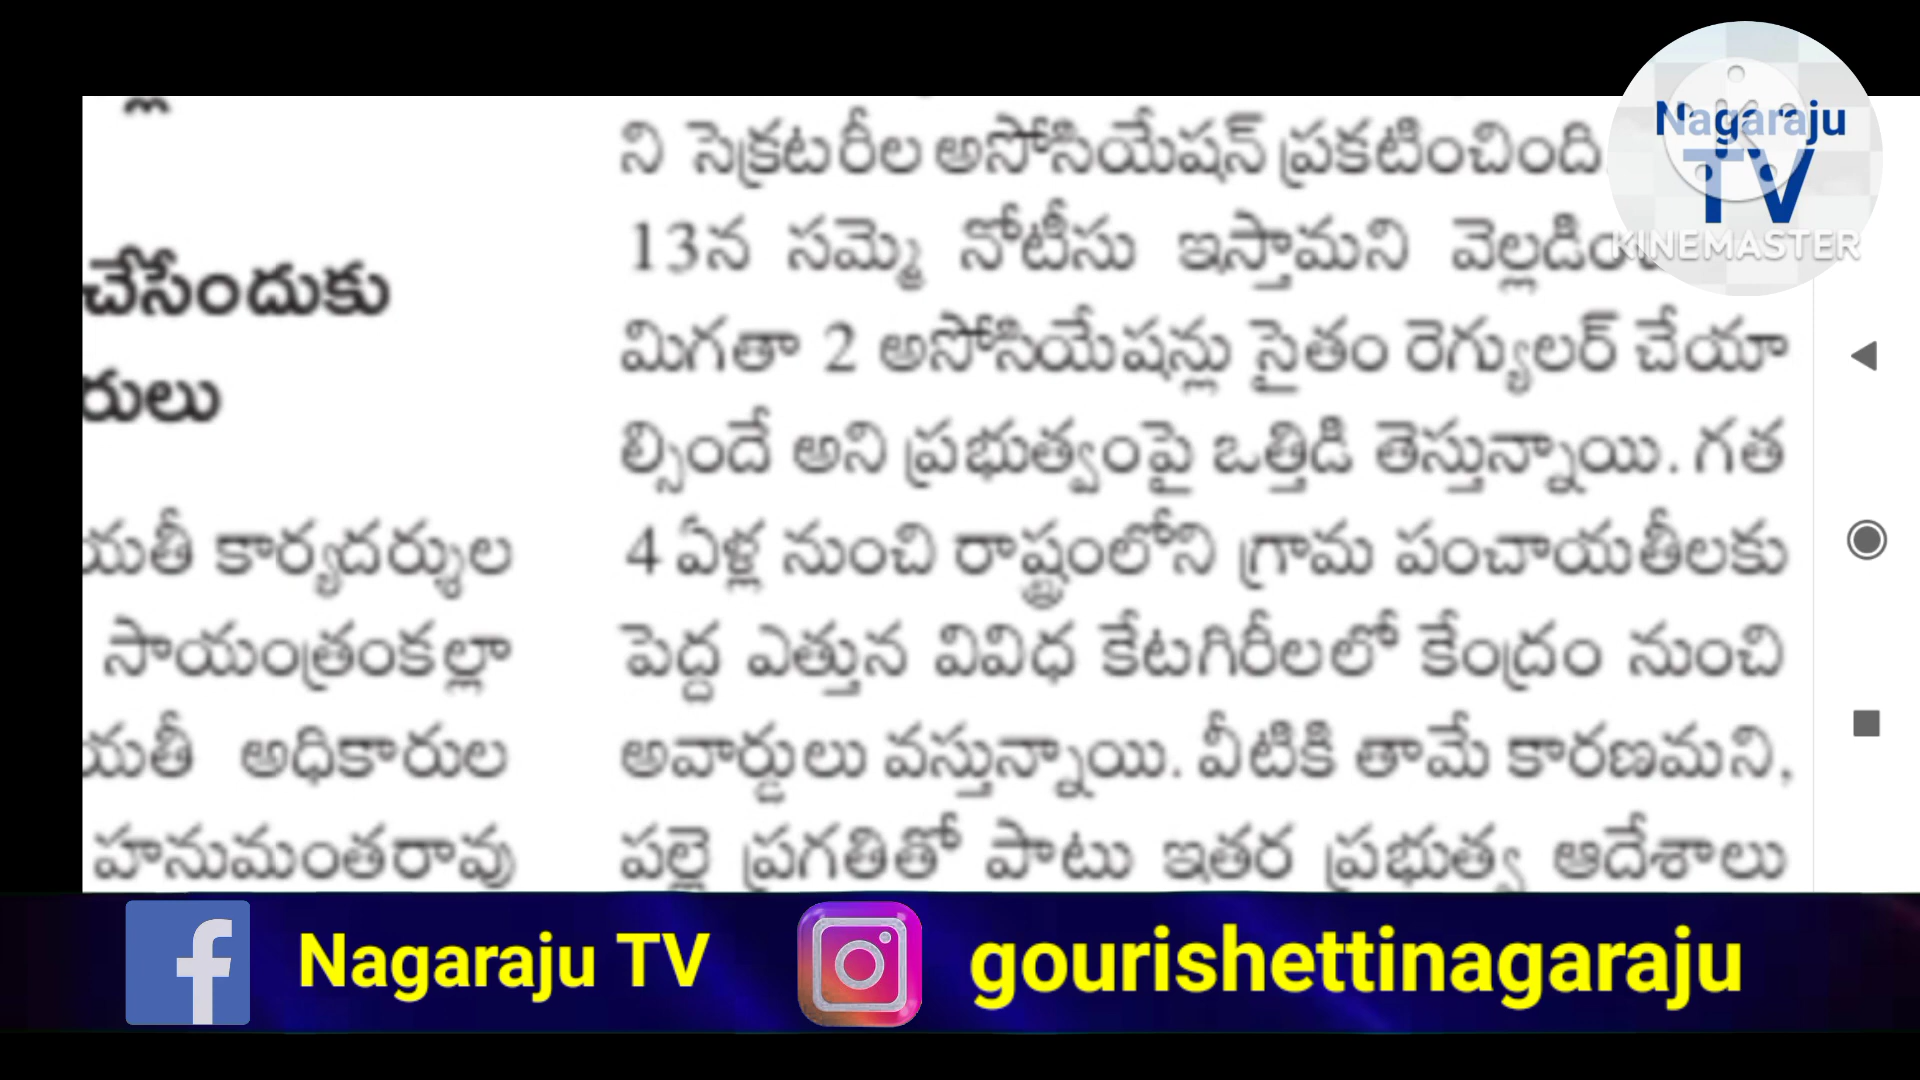 ని సెక్రటరీల అసోసియేషన్ ప్రకటించింది.
13న సమ్మె నోటీసు ఇస్తామని
మిగతా 2 అసోసియేషన్లు సైతం రెగ్యులర్ చేయా
ల్సిందే అని ప్రభుత్వంపై ఒత్తిడి తెస్తున్నాయి. గత
4 ఏళ్ల నుంచి రాష్ట్రంలోని గ్రామ పంచాయతీలకు
పెద్ద ఎత్తున వివిధ కేటగిరీలలో కేంద్రం నుంచి
అవార్డులు వస్తున్నాయి. వీటికి తామే కారణమని,
పల్లె ప్రగతితో పాటు ఇతర ప్రభుత్వ ఆదేశాలు
చేసేందుకు
రులు
యతీ కార్యదర్శుల
సాయంత్రంకల్లా
యతీ అధికారుల
హనుమంతరావు
Nagaraju
TV
KINEMASTER
Nagaraju TV
gourishettinagaraju